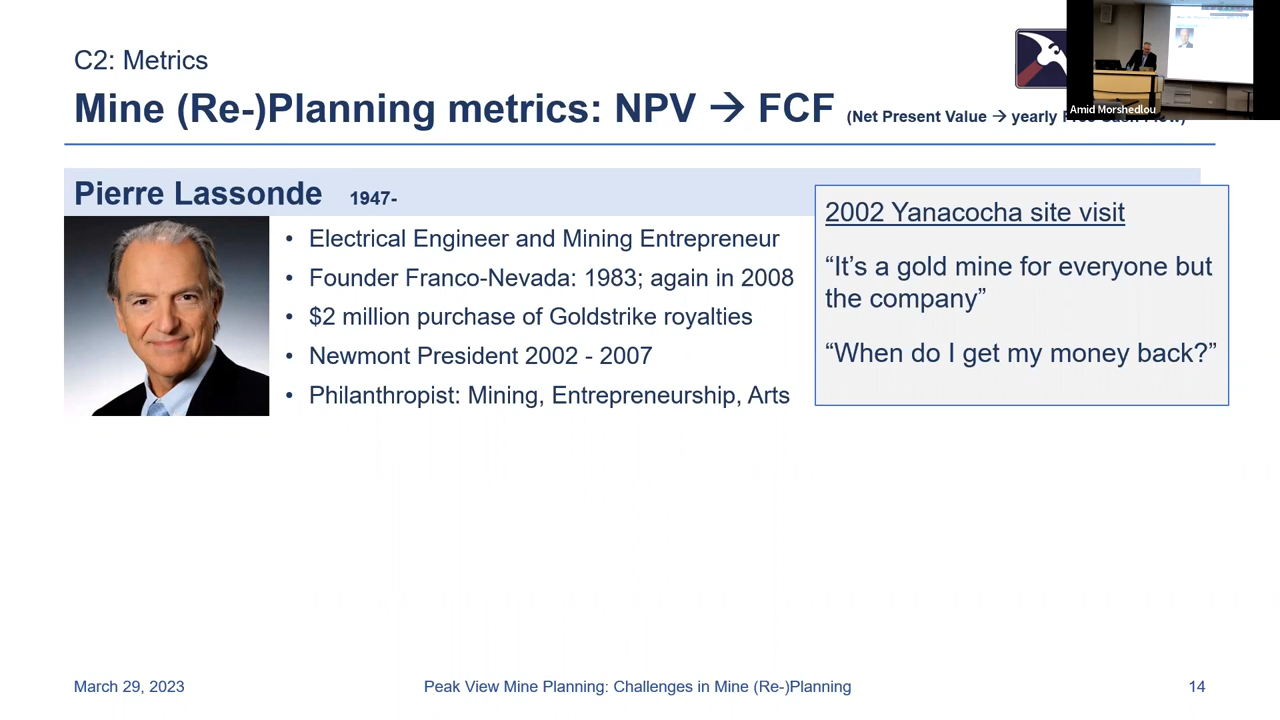 C2: Metrics
Mine (Re-)Planning metrics: NPV → FCF (Net Present Value → yearly
Amid Morshedlou
Pierre Lassonde 1947-
• Electrical Engineer and Mining Entrepreneur
• Founder Franco-Nevada: 1983; again in 2008
• $2 million purchase of Goldstrike royalties
• Newmont President 2002 - 2007
• Philanthropist: Mining, Entrepreneurship, Arts
2002 Yanacocha site visit
“It’s a gold mine for everyone but
the company”
“When do I get my money back?”
March 29, 2023
Peak View Mine Planning: Challenges in Mine (Re-)Planning
14